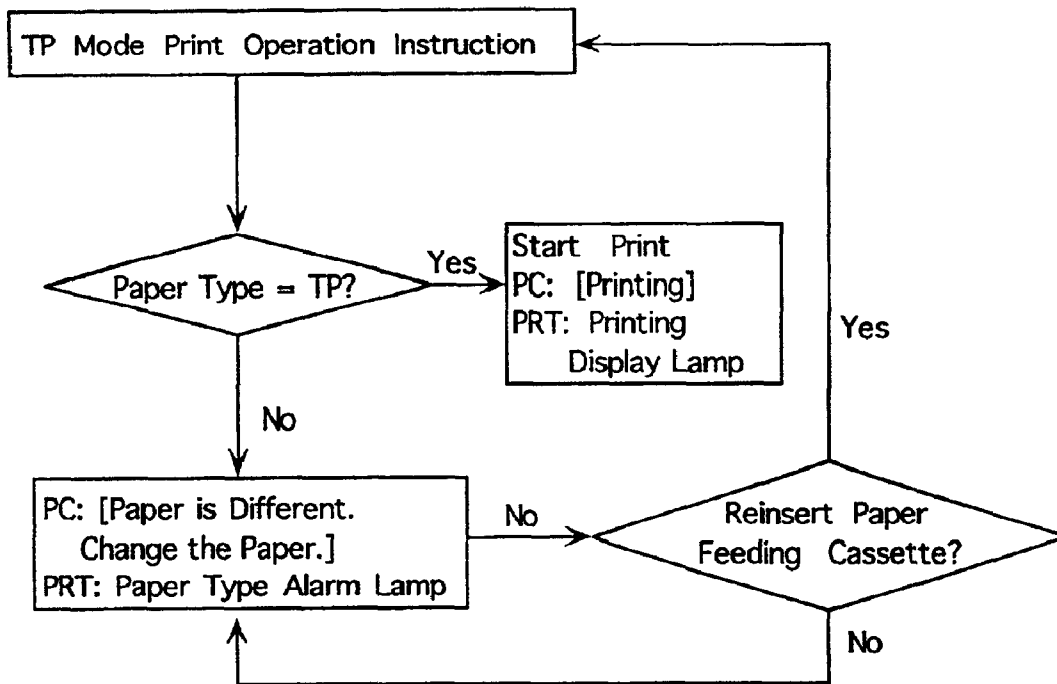 TP Mode Print Operation Instruction
Paper Type = TP?
Yes
Start Print
PC: [Printing]
PRT: Printing
Display Lamp
Yes
No
PC: [Paper is Different.
Change the Paper.]
PRT: Paper Type Alarm Lamp
No
Reinsert Paper
Feeding Cassette?
No